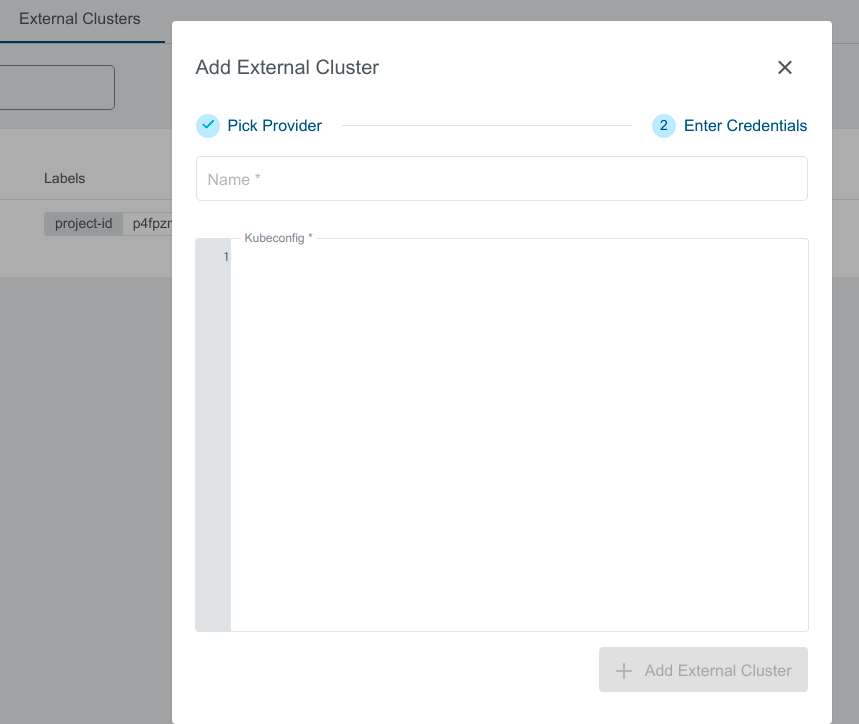 External Clusters
Add External Cluster
Pick Provider
2 Enter Credentials
Name *
Labels
project-id p4fpz
Kubeconfig *
1
Add External Cluster